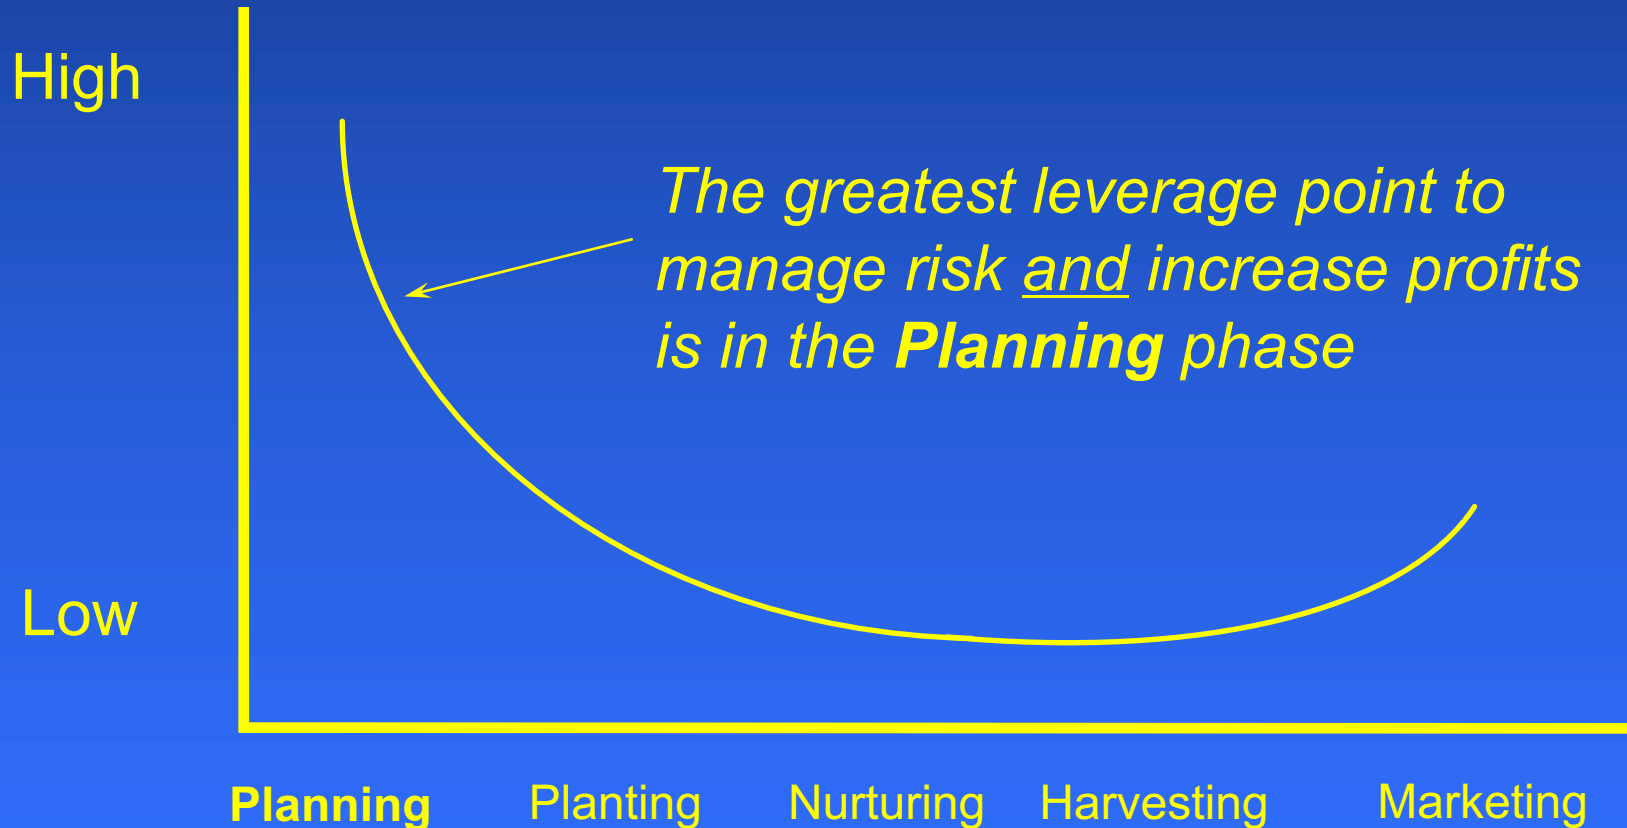 High
The greatest leverage point to
manage risk and increase profits
is in the Planning phase
Low
Planning Planting Nurturing Harvesting Marketing